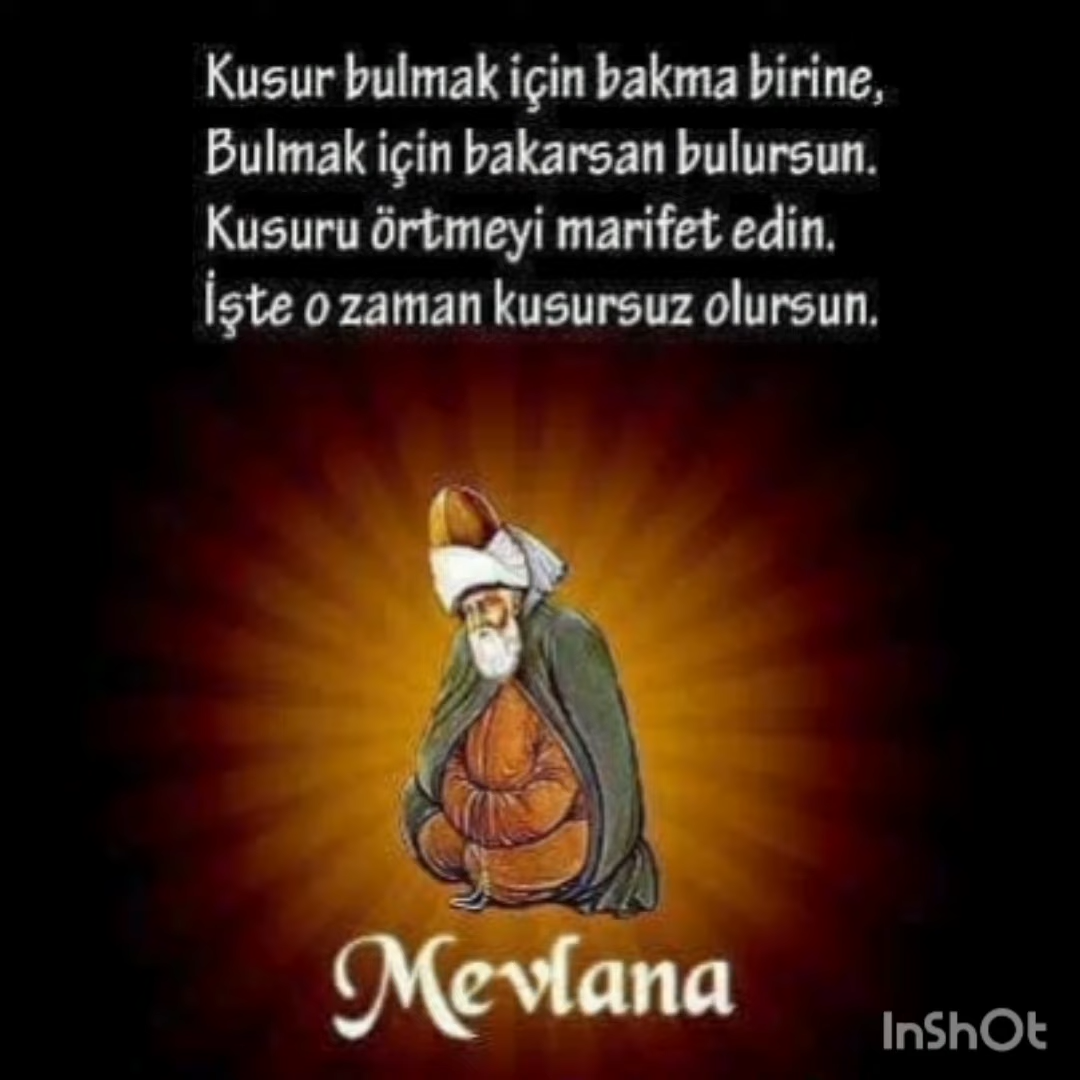 Kusur bulmak için bakma birine,
Bulmak için bakarsan bulursun.
Kusuru örtmeyi marifet edin.
İşte o zaman kusursuz olursun.
Mevlana
InShOt